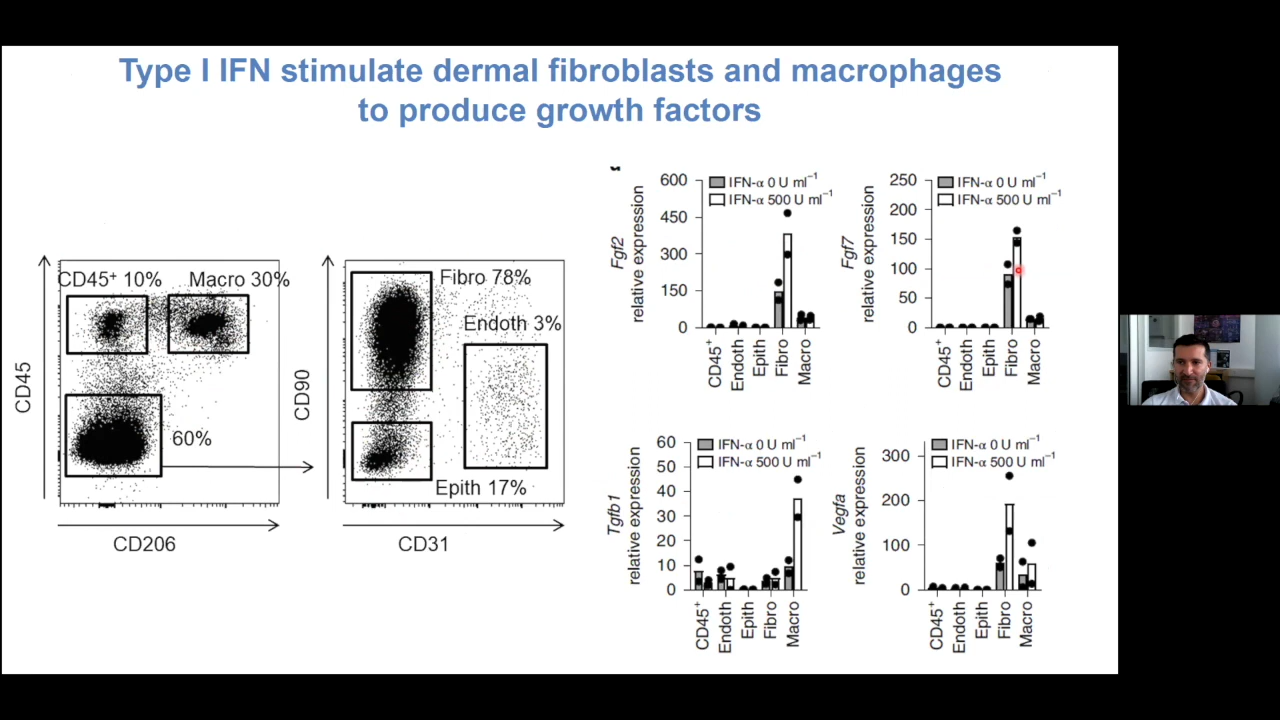 Type I IFN stimulate dermal fibroblasts and macrophages
to produce growth factors
CD45+ 10%
Macro 30%
60%
CD45
CD206
Fibro 78%
Endoth 3%
Epith 17%
CD90
CD31
Fgf2
relative expression
600
450
300
150
0
IFN-α 0 U ml−1
IFN-α 500 U ml−1
CD45+
Endoth
Epith
Fibro
Macro
Fgf7
relative expression
250
200
150
100
50
0
IFN-α 0 U ml−1
IFN-α 500 U ml−1
CD45+
Endoth
Epith
Fibro
Macro
Tgfb1
relative expression
60
50
40
30
20
10
0
IFN-α 0 U ml−1
IFN-α 500 U ml−1
CD45+
Endoth
Epith
Fibro
Macro
Vegfa
relative expression
300
200
100
0
IFN-α 0 U ml−1
IFN-α 500 U ml−1
CD45+
Endoth
Epith
Fibro
Macro